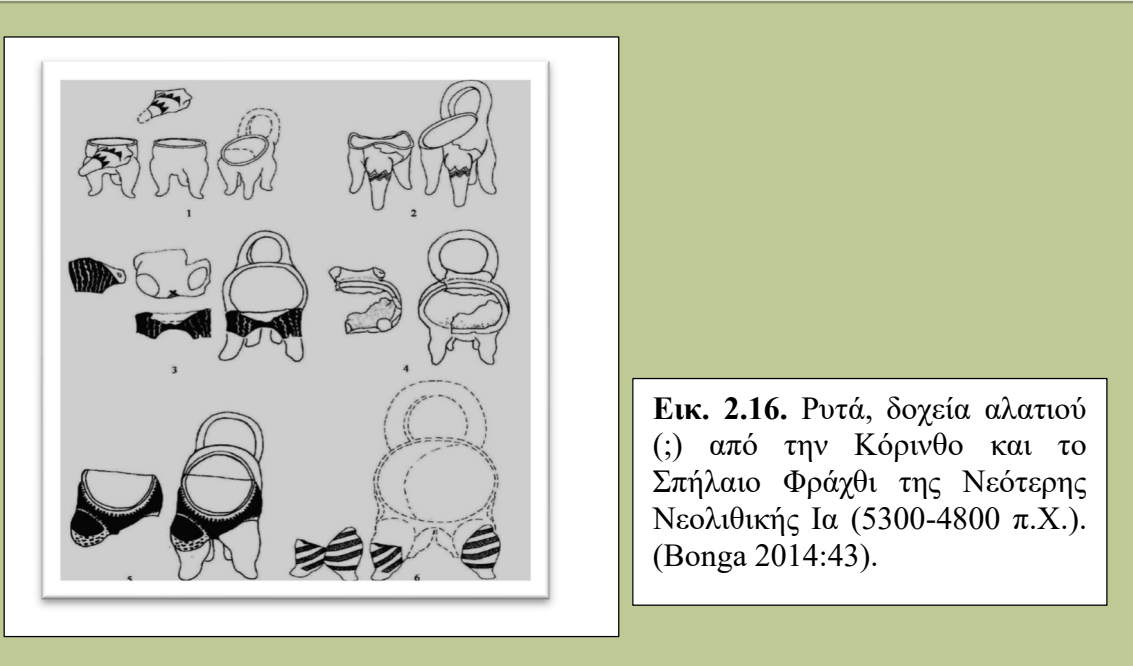 1
2
3
4
5
6
Εικ. 2.16. Ρυτά, δοχεία αλατιού
(;) από την Κόρινθο και το
Σπήλαιο Φράχθι της Νεότερης
Νεολιθικής Ια (5300-4800 π.Χ.).
(Bonga 2014:43).